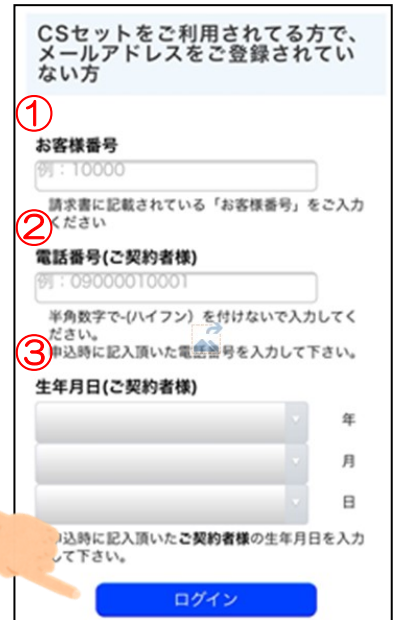 CSセットをご利用されてる方で、
メールアドレスをご登録されてい
ない方
①
お客様番号
例：10000
請求書に記載されている「お客様番号」をご入力
ください
②
電話番号(ご契約者様)
例：09000010001
半角数字で-(ハイフン）を付けないで入力してく
ださい。
申込時に記入頂いた電話番号を入力して下さい。
③
生年月日(ご契約者様)
年
月
日
申込時に記入頂いたご契約者様の生年月日を入力
して下さい。
ログイン